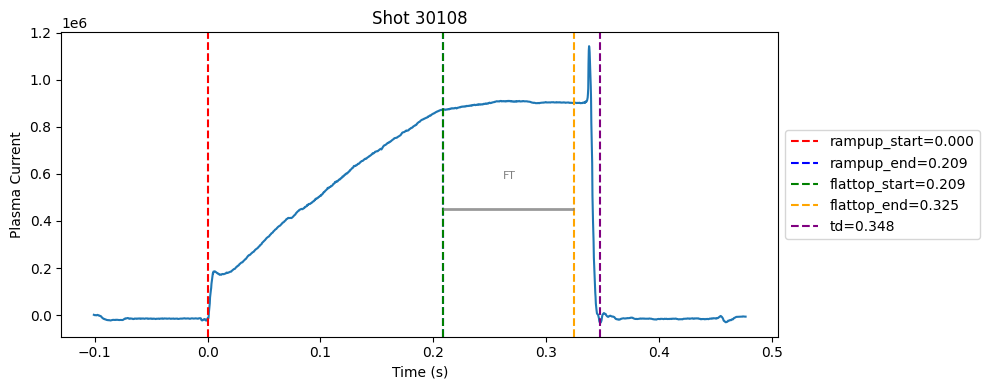 Shot 30108
1e6
1.2
1.0
0.8
0.6
0.4
0.2
0.0
Plasma Current
FT
−0.1
0.0
0.1
0.2
0.3
0.4
0.5
Time (s)
rampup_start=0.000
rampup_end=0.209
flattop_start=0.209
flattop_end=0.325
td=0.348